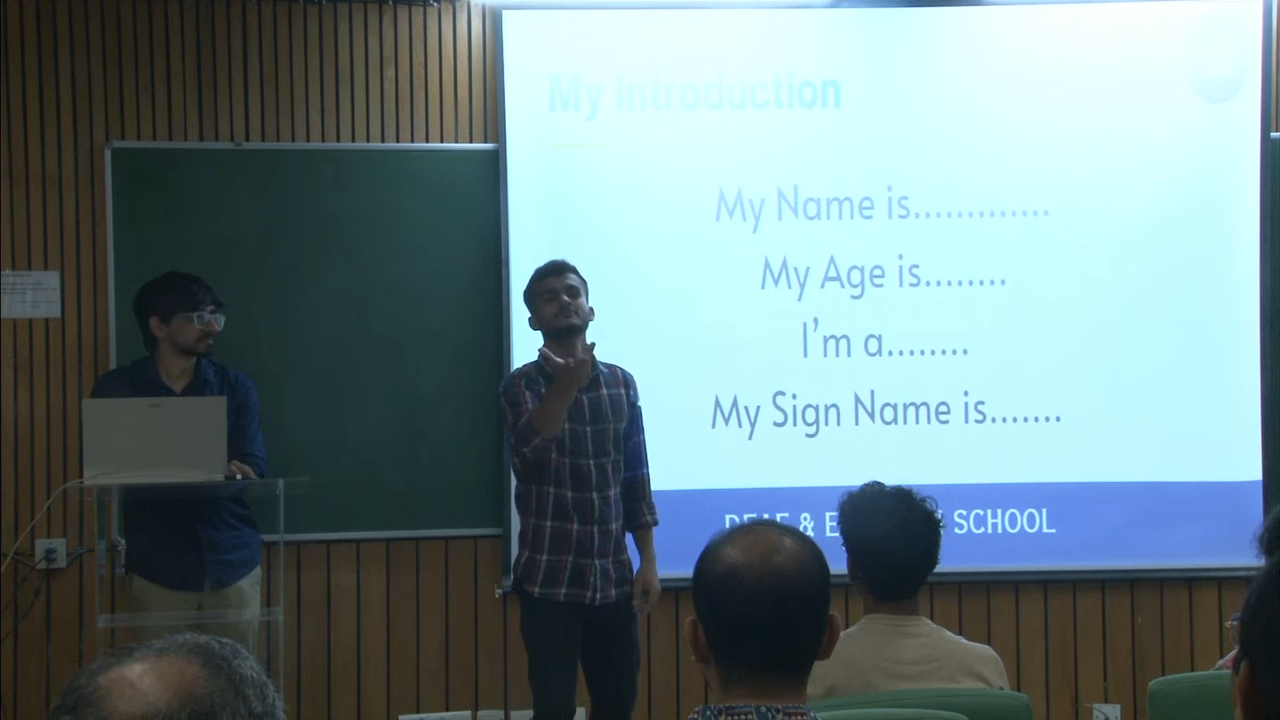 My Introduction
My Name is.............
My Age is........
I'm a........
My Sign Name is.......
& SCHOOL